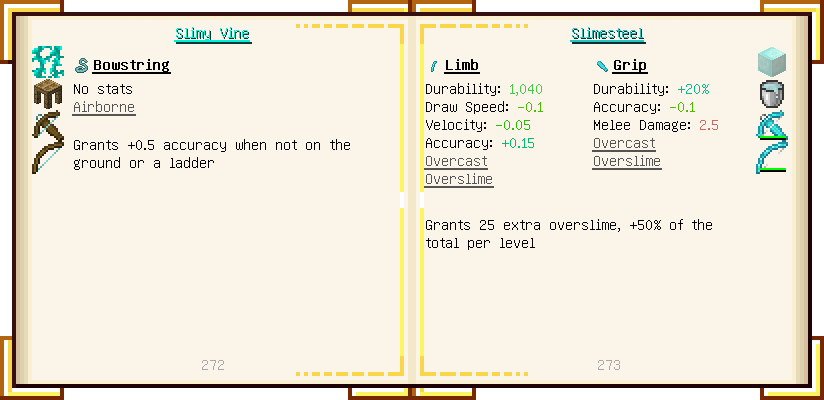 Slimy Vine
Bowstring
No stats
Airborne
Grants +0.5 accuracy when not on the
ground or a ladder
272
Slimesteel
Limb
Durability: 1,040
Draw Speed: -0.1
Velocity: -0.05
Accuracy: +0.15
Overcast
Overslime
Grip
Durability: +20%
Accuracy: -0.1
Melee Damage: 2.5
Overcast
Overslime
Grants 25 extra overslime, +50% of the
total per level
273